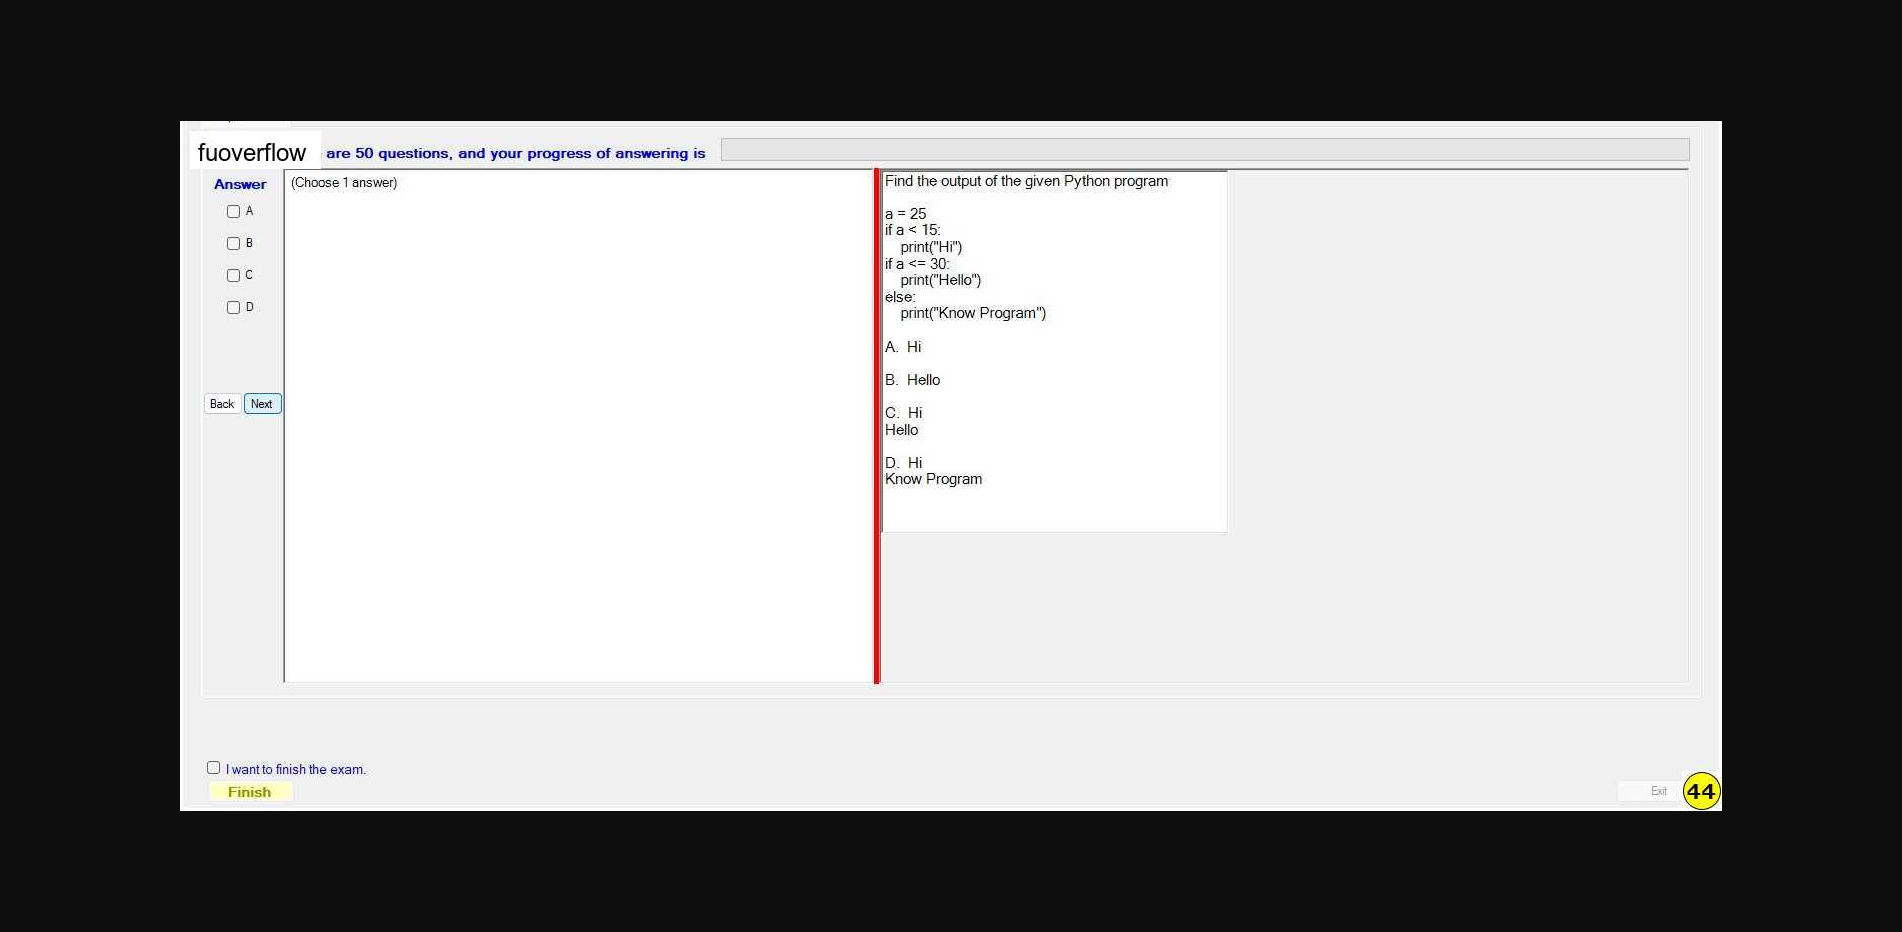 fuoverflow are 50 questions, and your progress of answering is
Answer
(Choose 1 answer)
A
B
C
D
Back Next
Find the output of the given Python program
a = 25
if a < 15:
print("Hi")
if a <= 30:
print("Hello")
else:
print("Know Program")
A. Hi
B. Hello
C. Hi
Hello
D. Hi
Know Program
I want to finish the exam.
Finish
Exit
44